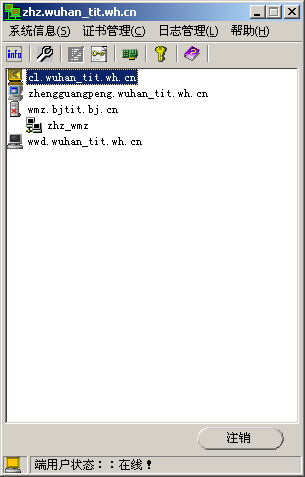 zhz.wuhan_tit.wh.cn
系统信息(S) 证书管理(C) 日志管理(L) 帮助(H)
info
cl.wuhan_tit.wh.cn
zhengguangpeng.wuhan_tit.wh.cn
wmz.bjtit.bj.cn
zhz_wmz
wwd.wuhan_tit.wh.cn
注销
端用户状态：：在线！